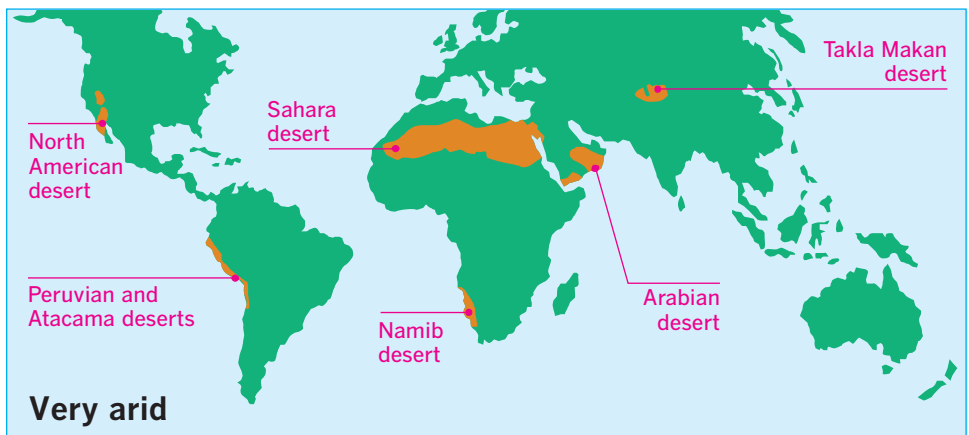 Takla Makan
desert
Sahara
desert
North
American
desert
Peruvian and
Atacama deserts
Namib
desert
Arabian
desert
Very arid